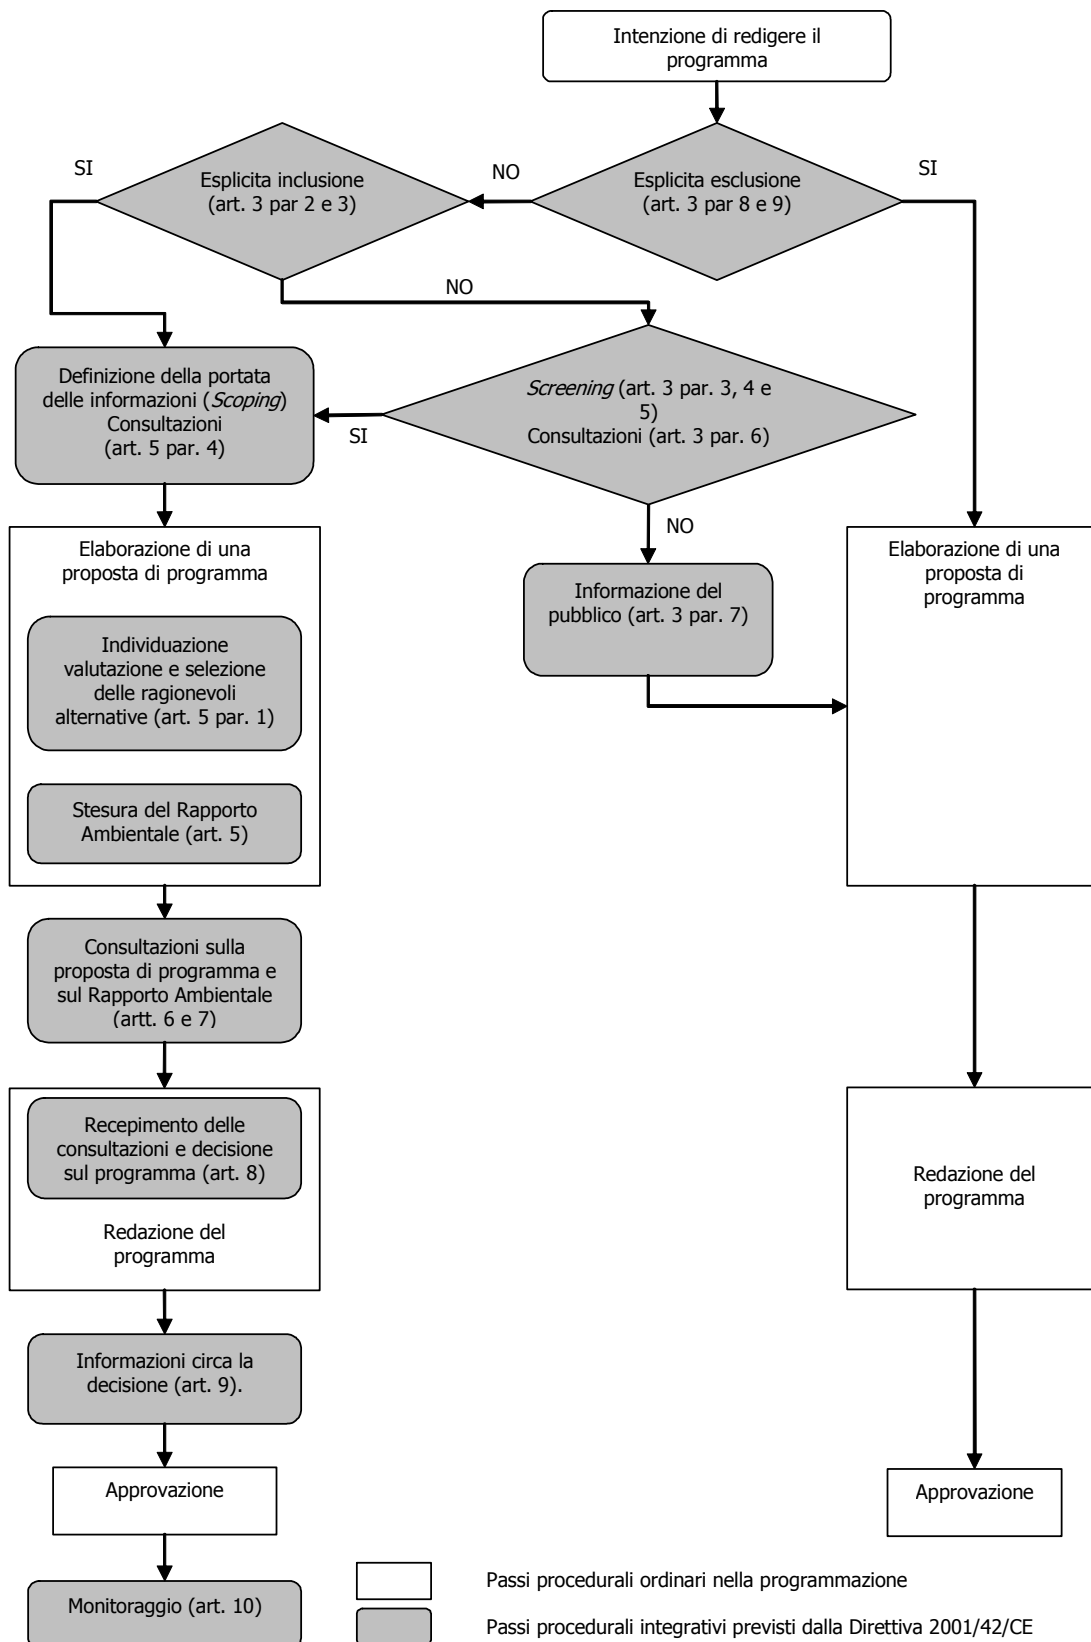 Intenzione di redigere il
programma
SI
Esplicita inclusione
(art. 3 par 2 e 3)
NO
Esplicita esclusione
(art. 3 par 8 e 9)
SI
NO
Definizione della portata
delle informazioni (Scoping)
Consultazioni
(art. 5 par. 4)
SI
Screening (art. 3 par. 3, 4 e
5)
Consultazioni (art. 3 par. 6)
NO
Elaborazione di una
proposta di programma
Individuazione
valutazione e selezione
delle ragionevoli
alternative (art. 5 par. 1)
Stesura del Rapporto
Ambientale (art. 5)
Informazione del
pubblico (art. 3 par. 7)
Elaborazione di una
proposta di
programma
Consultazioni sulla
proposta di programma e
sul Rapporto Ambientale
(artt. 6 e 7)
Recepimento delle
consultazioni e decisione
sul programma (art. 8)
Redazione del
programma
Redazione del
programma
Informazioni circa la
decisione (art. 9).
Approvazione
Approvazione
Monitoraggio (art. 10)
Passi procedurali ordinari nella programmazione
Passi procedurali integrativi previsti dalla Direttiva 2001/42/CE